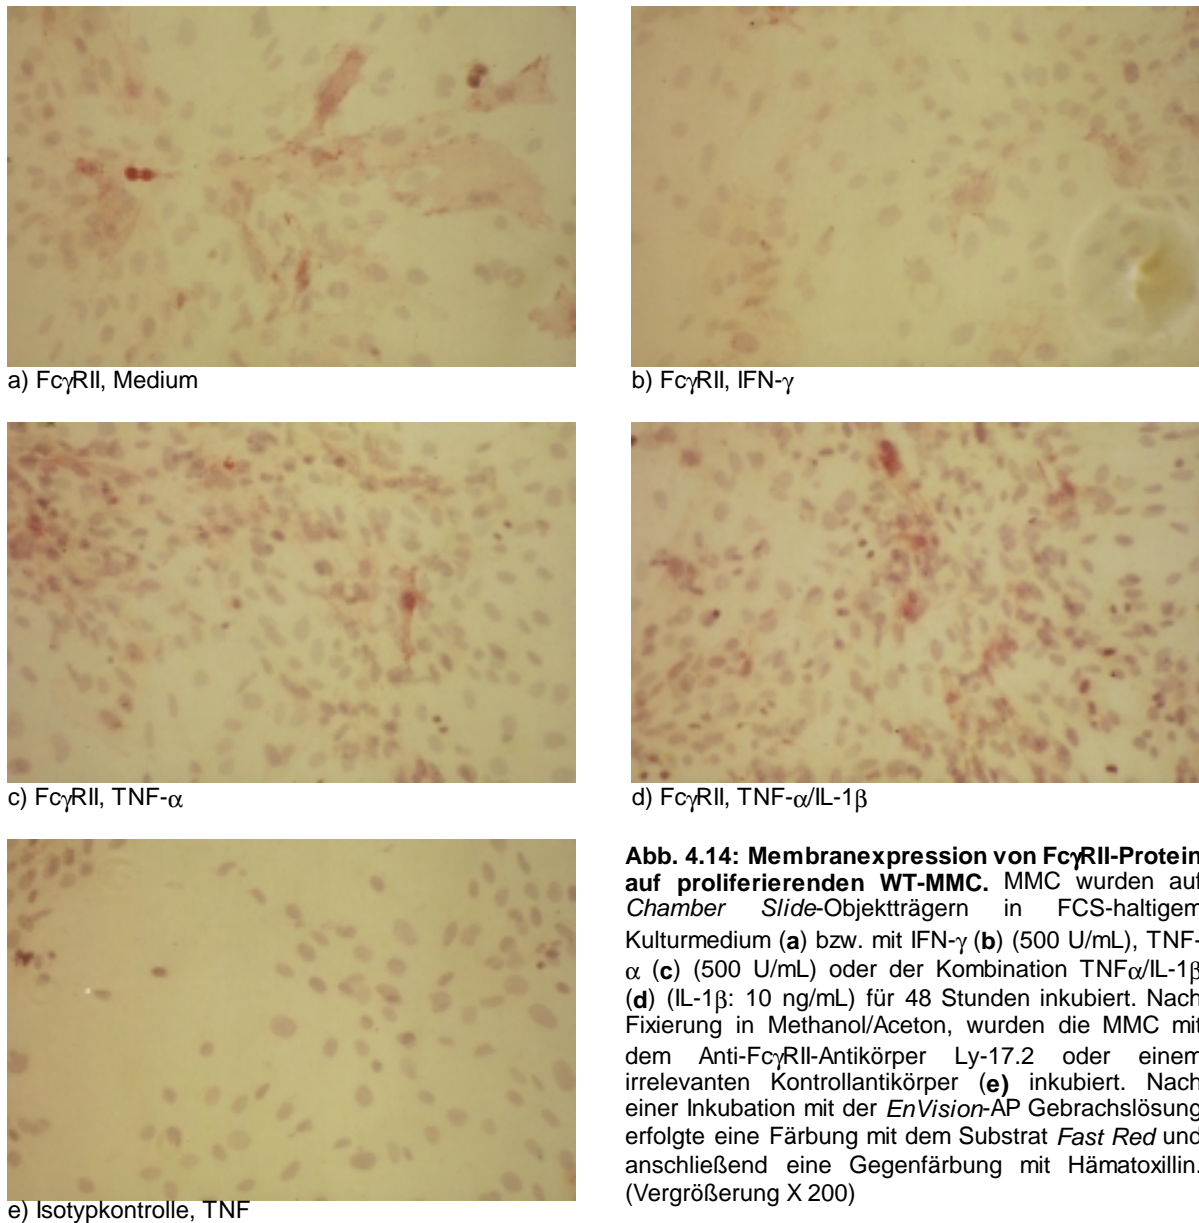 a) FcγRII, Medium
b) FcγRII, IFN-γ
c) FcγRII, TNF-α
d) FcγRII, TNF-α/IL-1β
e) Isotypkontrolle, TNF
Abb. 4.14: Membranexpression von FcγRII-Protein
auf proliferierenden WT-MMC. MMC wurden auf
Chamber Slide-Objektträgern in FCS-haltigem
Kulturmedium (a) bzw. mit IFN-γ (b) (500 U/mL), TNF-
α (c) (500 U/mL) oder der Kombination TNFα/IL-1β
(d) (IL-1β: 10 ng/mL) für 48 Stunden inkubiert. Nach
Fixierung in Methanol/Aceton, wurden die MMC mit
dem Anti-FcγRII-Antikörper Ly-17.2 oder einem
irrelevanten Kontrollantikörper (e) inkubiert. Nach
einer Inkubation mit der EnVision-AP Gebrachslösung
erfolgte eine Färbung mit dem Substrat Fast Red und
anschließend eine Gegenfärbung mit Hämatoxillin.
(Vergrößerung X 200)